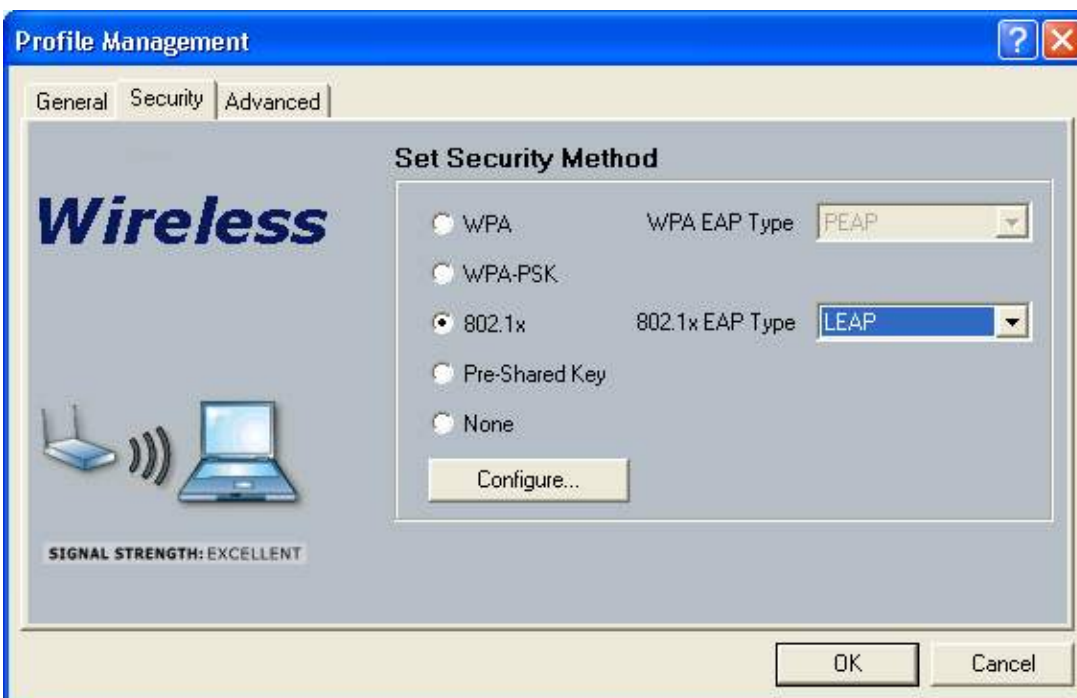 Profile Management
General Security Advanced
Wireless
Set Security Method
WPA WPA EAP Type PEAP
WPA-PSK
802.1x 802.1x EAP Type LEAP
Pre-Shared Key
None
Configure...
SIGNAL STRENGTH: EXCELLENT
OK Cancel